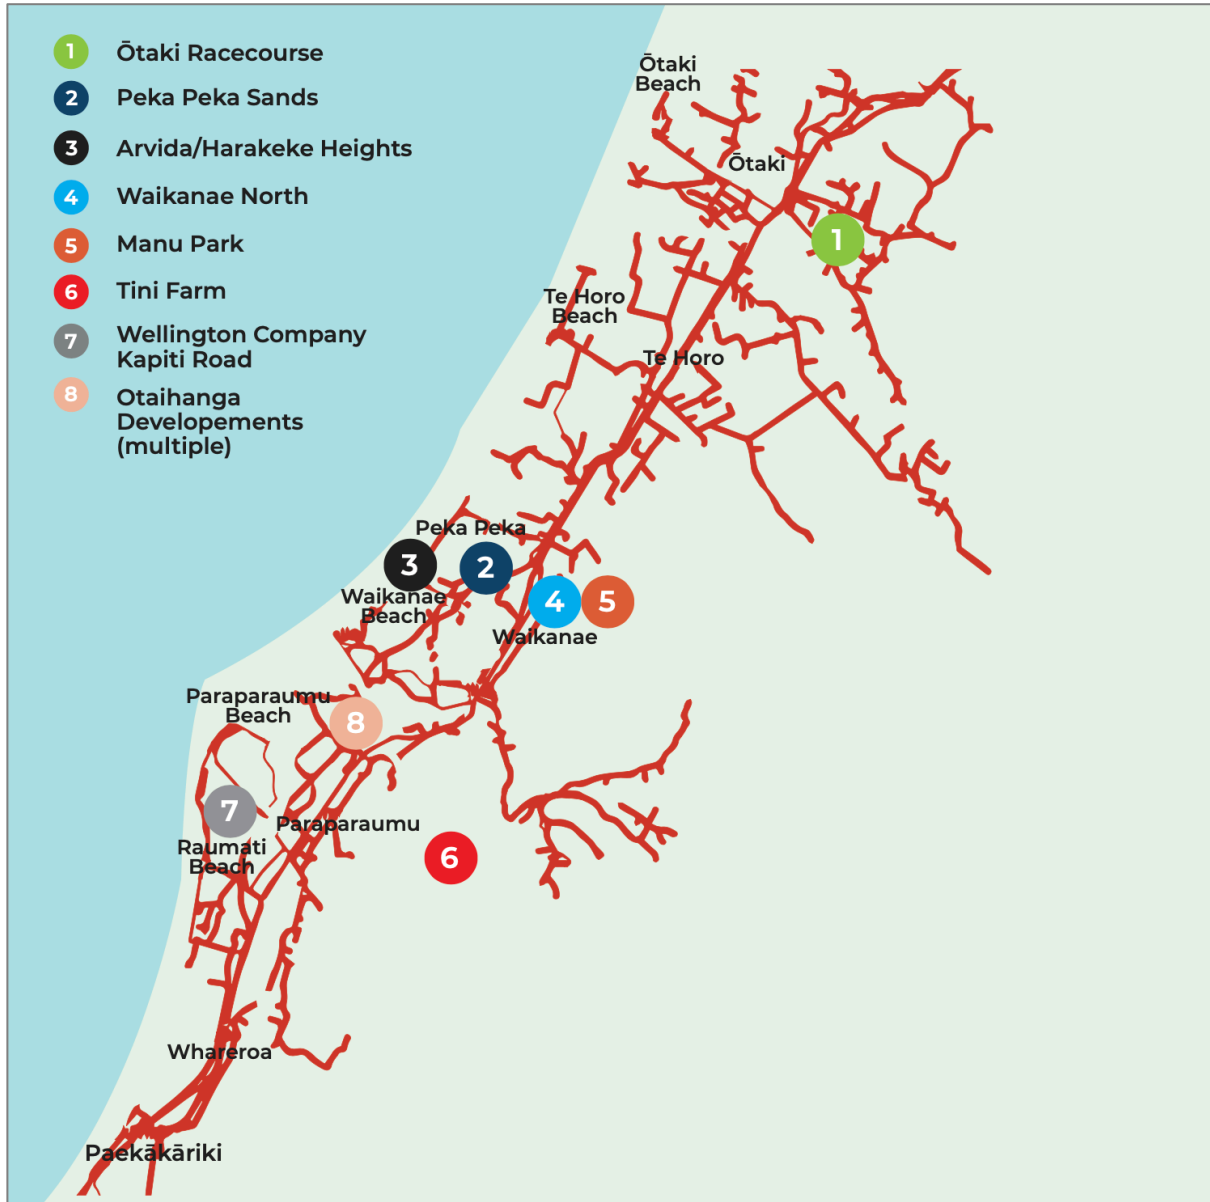 1 Ōtaki Racecourse
2 Peka Peka Sands
3 Arvida/Harakeke Heights
4 Waikanae North
5 Manu Park
6 Tini Farm
7 Wellington Company
Kapiti Road
8 Otaihanga
Developements
(multiple)
Ōtaki
Beach
Ōtaki
1
Te Horo
Beach
Te Horo
Peka Peka
3
2
Waikanae
Beach
4
5
Waikanae
Paraparaumu
Beach
8
7
Paraparaumu
Raumati
Beach
6
Whareroa
Paekākāriki